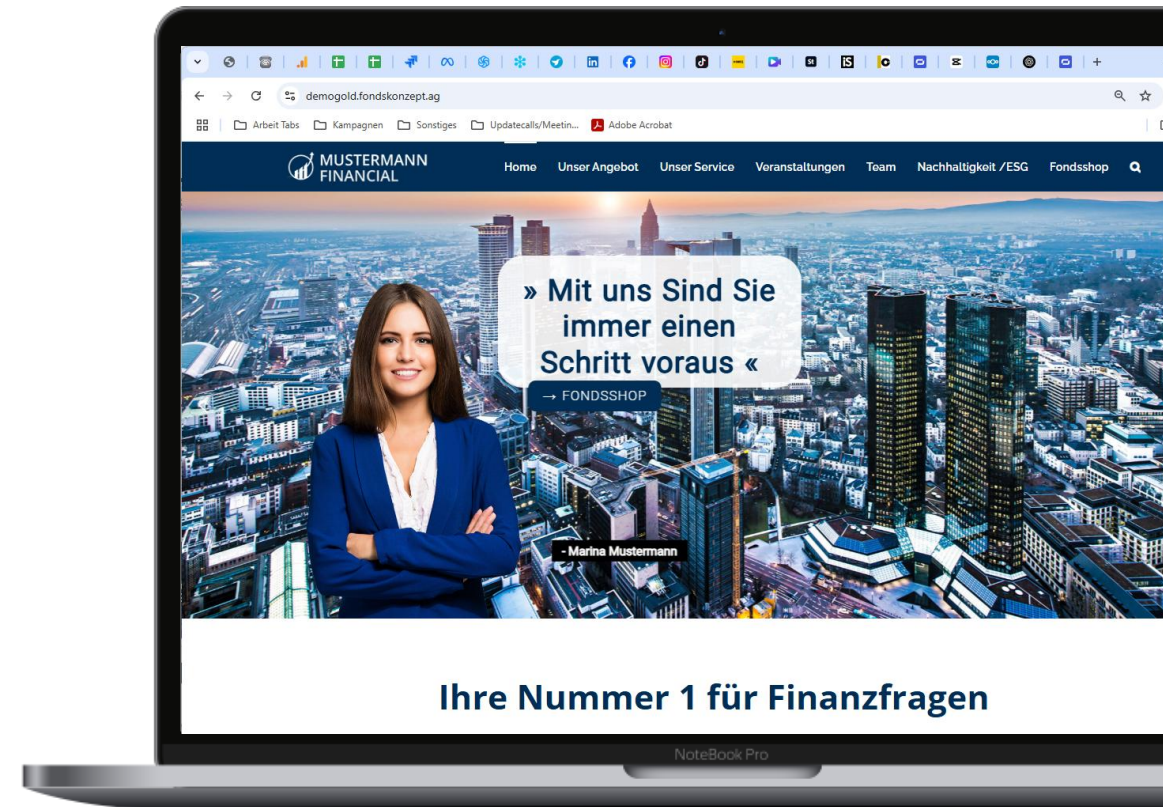 demogold.fondskonzept.ag
Arbeit Tabs Kampagnen Sonstiges Updatecalls/Meetin... Adobe Acrobat
MUSTERMANN
FINANCIAL
Home Unser Angebot Unser Service Veranstaltungen Team Nachhaltigkeit /ESG Fondsshop
» Mit uns Sind Sie
immer einen
Schritt voraus «
→ FONDSSHOP
- Marina Mustermann
Ihre Nummer 1 für Finanzfragen
NoteBook Pro